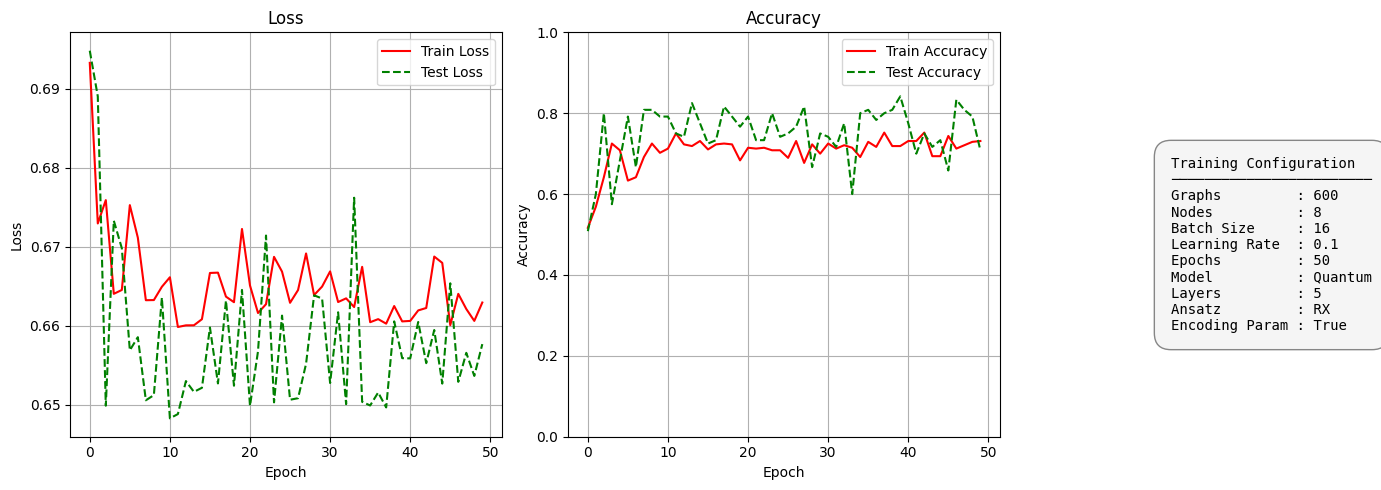 Loss
Train Loss
Test Loss
0.69
0.68
0.67
0.66
0.65
Loss
0 10 20 30 40 50
Epoch
Accuracy
Train Accuracy
Test Accuracy
1.0
0.8
0.6
0.4
0.2
0.0
Accuracy
0 10 20 30 40 50
Epoch
Training Configuration
Graphs : 600
Nodes : 8
Batch Size : 16
Learning Rate : 0.1
Epochs : 50
Model : Quantum
Layers : 5
Ansatz : RX
Encoding Param : True